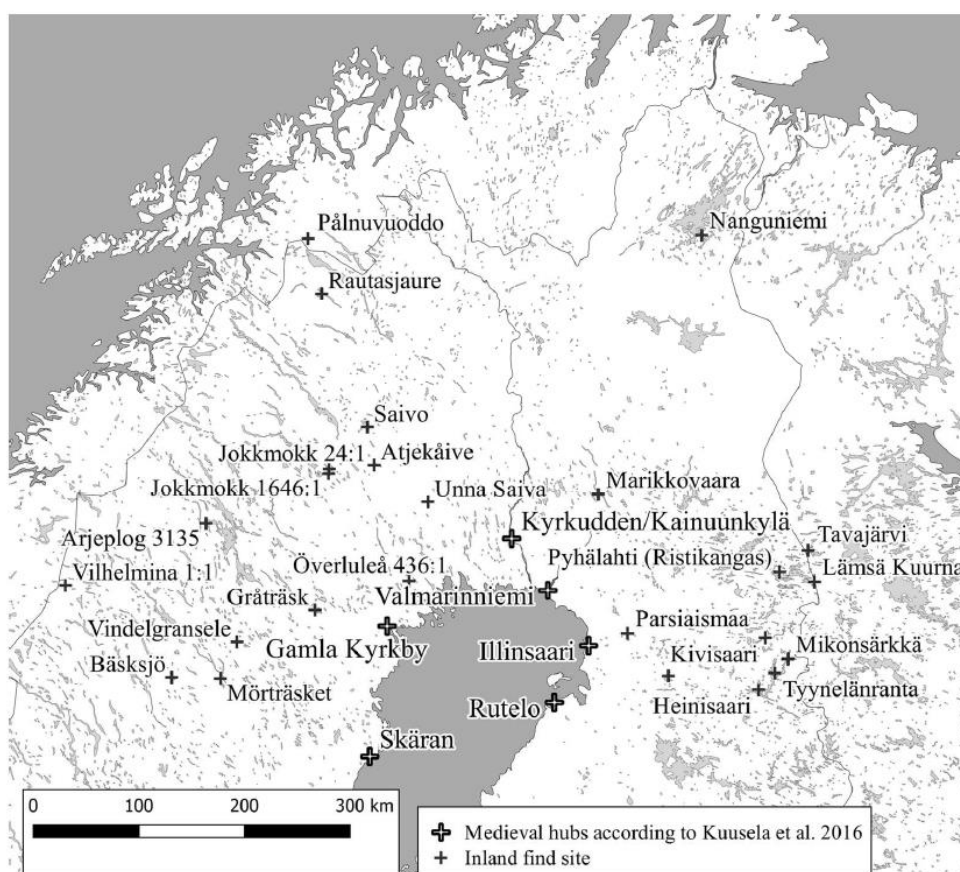 Pålnuvuoddo
Nanguniemi
Rautasjaure
Saivo
Jokkmokk 24:1
Atjekåive
Jokkmokk 1646:1
Unna Saiva
Marikkovaara
Arjeplog 3135
Kyrkudden/Kainuunkylä
Tavajärvi
Pyhälahti (Ristikangas)
Överluleå 436:1
Vilhelmina 1:1
Lämsä Kuurna
Gråträsk
Valmarinniemi
Vindelgransele
Gamla Kyrkby
Parsiaismaa
Illinsaari
Kivisaari
Mikonsärkkä
Bäsksjö
Mörträsket
Tyynelänranta
Heinisaari
Rutelo
Skäran
0 100 200 300 km
Medieval hubs according to Kuusela et al. 2016
Inland find site